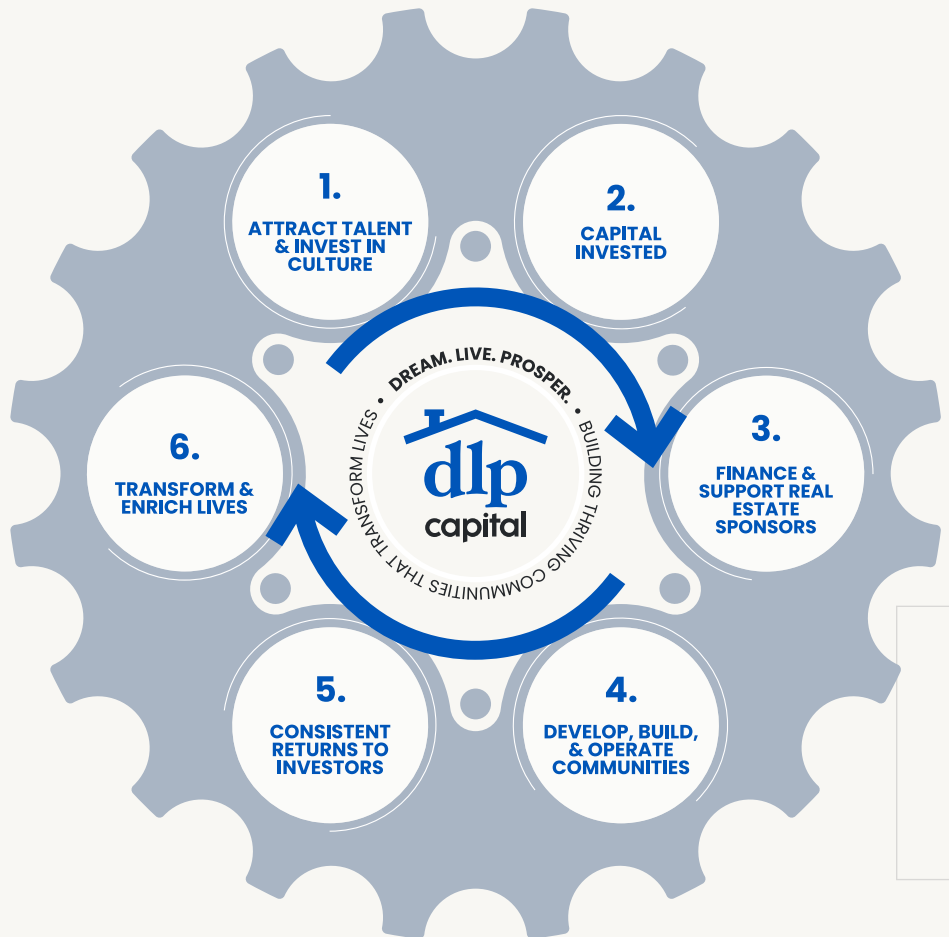 1.
ATTRACT TALENT
& INVEST IN
CULTURE
2.
CAPITAL
INVESTED
3.
FINANCE &
SUPPORT REAL
ESTATE
SPONSORS
4.
DEVELOP, BUILD,
& OPERATE
COMMUNITIES
5.
CONSISTENT
RETURNS TO
INVESTORS
6.
TRANSFORM &
ENRICH LIVES
• DREAM. LIVE. PROSPER. •
BUILDING THRIVING COMMUNITIES THAT TRANSFORM LIVES
dlp
capital